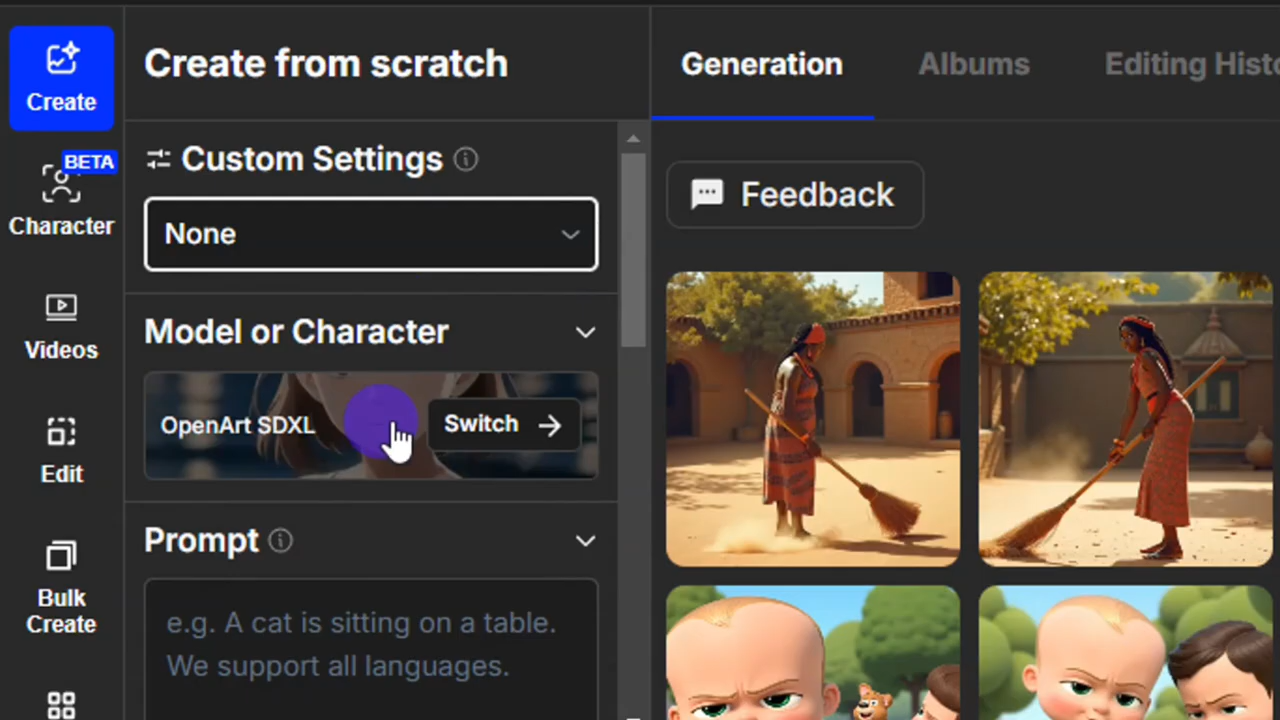 Create
BETA
Character
Videos
Edit
Bulk
Create
Create from scratch
Custom Settings
None
Model or Character
OpenArt SDXL
Switch
Prompt
e.g. A cat is sitting on a table.
We support all languages.
Generation
Albums
Editing
Feedback